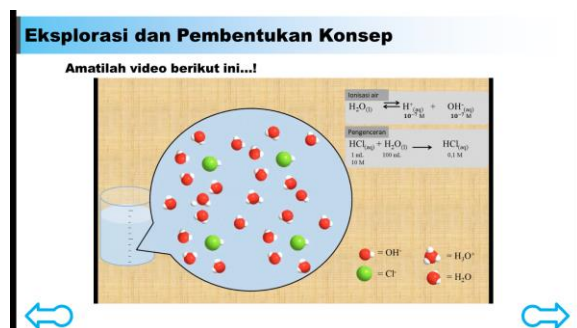 Eksplorasi dan Pembentukan Konsep
Amatilah video berikut ini...!
Ionisasi air
H₂O(l) ⇄ H⁺(aq) + OH⁻(aq)
10⁻⁷ M 10⁻⁷ M
Pengenceran
HCl(aq) + H₂O(l) → HCl(aq)
1 mL 100 mL 0,1 M
10 M
= OH⁻
= H₃O⁺
= Cl⁻
= H₂O